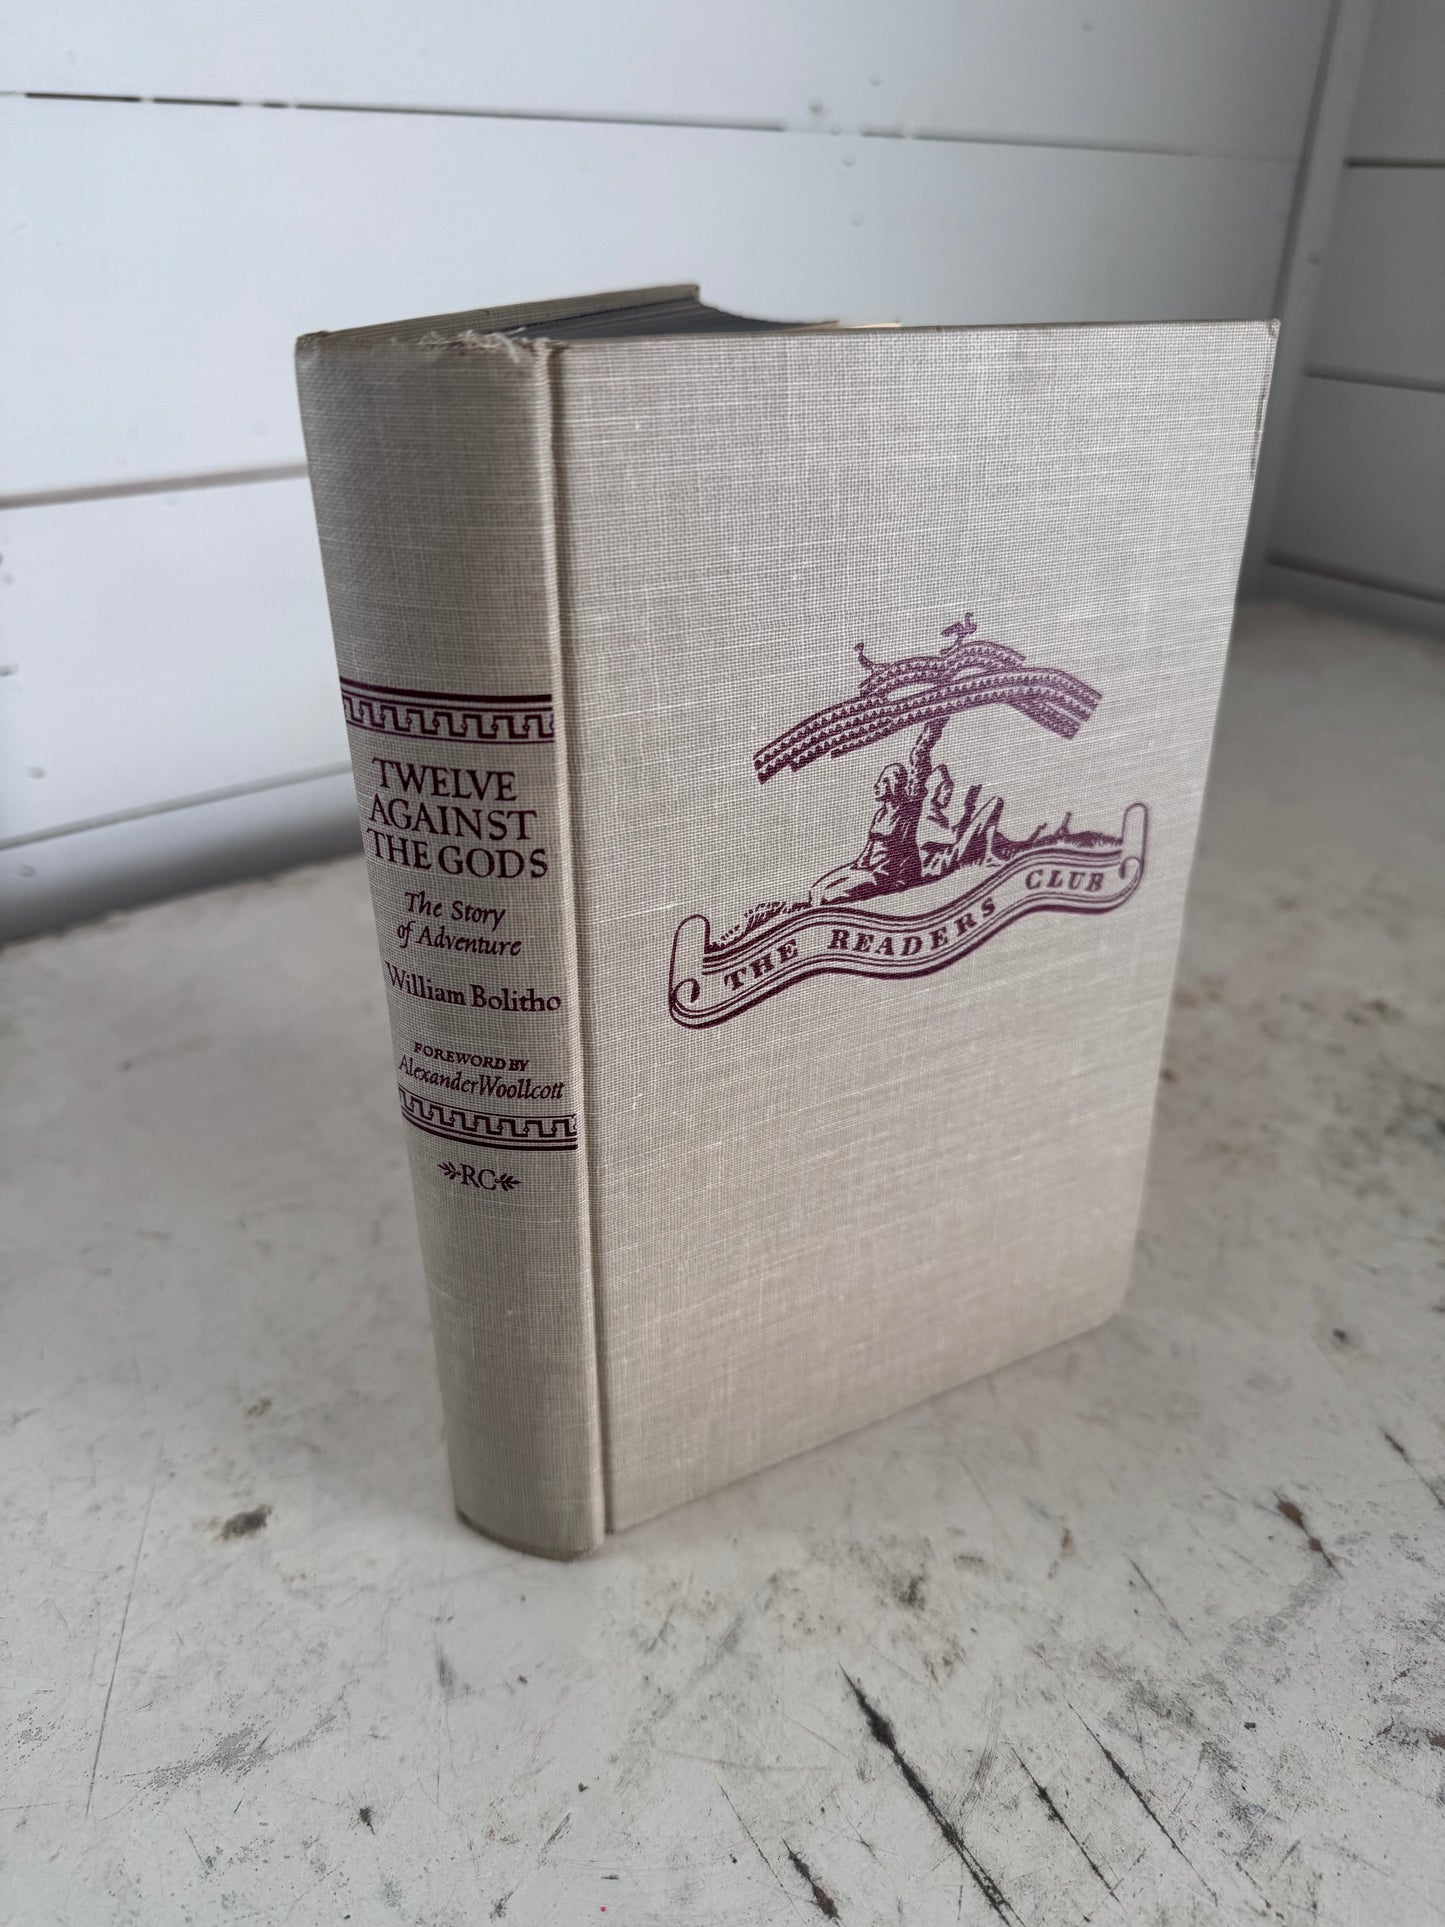 TWELVE
AGAINST
THE GODS
The Story
of Adventure
William Bolitho
FOREWORD BY
Alexander Woollcott
RC
THE READERS CLUB